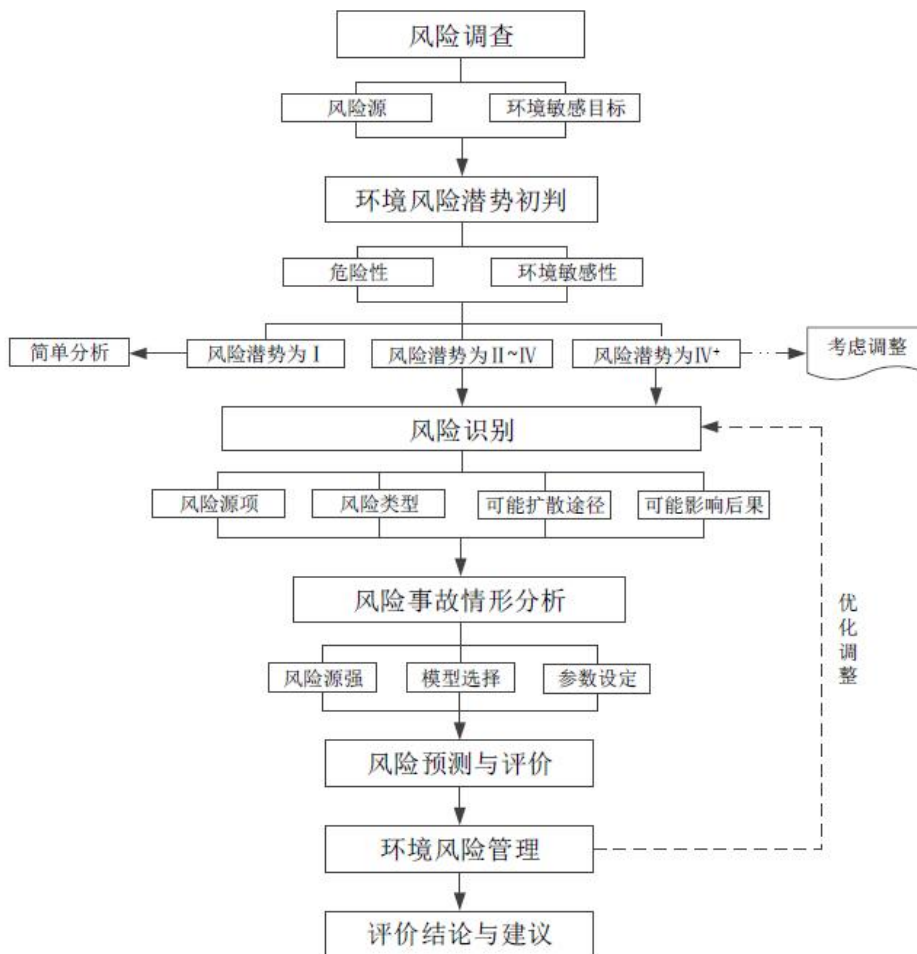 风险调查
风险源
环境敏感目标
环境风险潜势初判
危险性
环境敏感性
简单分析
风险潜势为Ⅰ
风险潜势为Ⅱ~Ⅳ
风险潜势为Ⅳ⁺
考虑调整
风险识别
风险源项
风险类型
可能扩散途径
可能影响后果
风险事故情形分析
风险源强
模型选择
参数设定
优化调整
风险预测与评价
环境风险管理
评价结论与建议